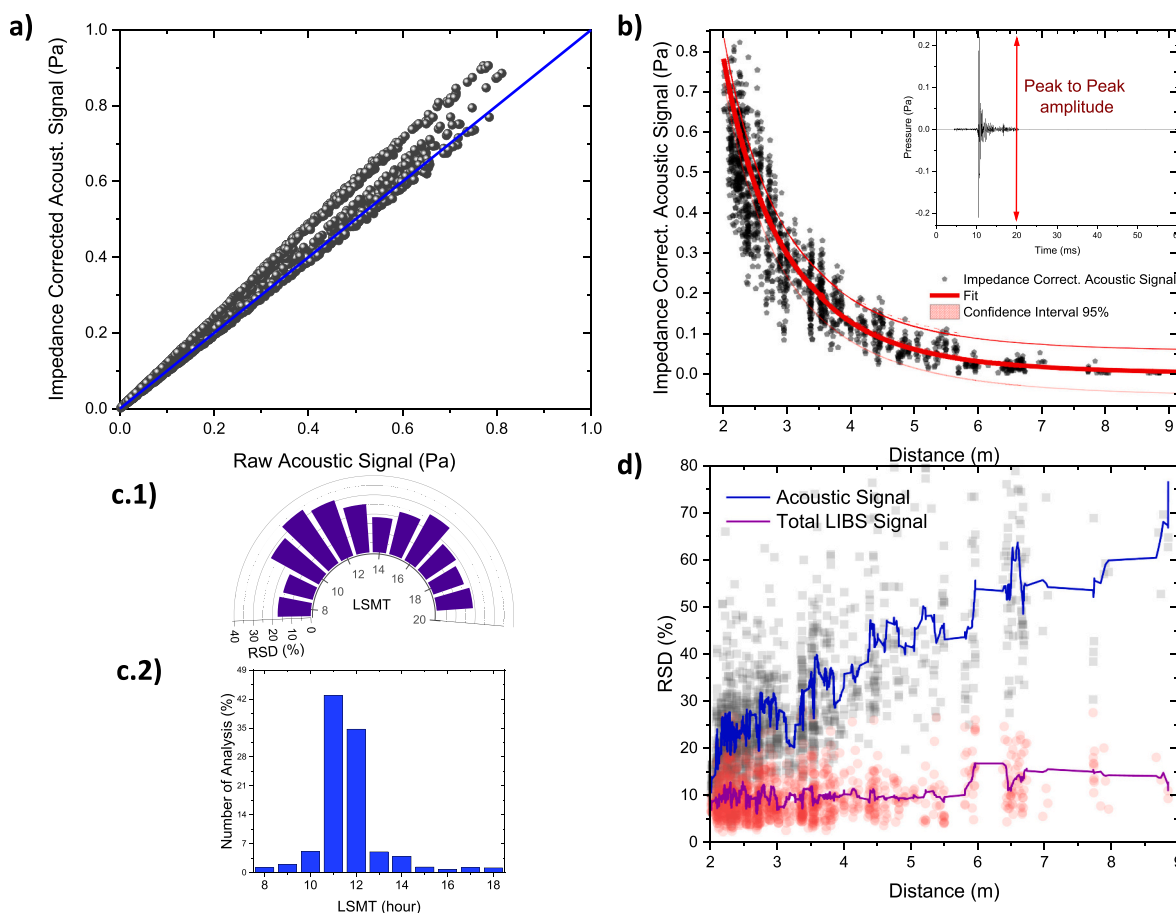 a)
Impedance Corrected Acoust. Signal (Pa)
1.0
0.8
0.6
0.4
0.2
0.0
0.0 0.2 0.4 0.6 0.8 1.0
Raw Acoustic Signal (Pa)
b)
Impedance Correct. Acoustic Signal (Pa)
0.8
0.7
0.6
0.5
0.4
0.3
0.2
0.1
0.0
2 3 4 5 6 7 8 9
Distance (m)
Pressure (Pa)
0.2
0.1
0.0
-0.1
-0.2
0 10 20 30 40 50
Time (ms)
Peak to Peak
amplitude
Impedance Correct. Acoustic Signal
Fit
Confidence Interval 95%
c.1)
8 10 12 14 16 18 20
LSMT
40 30 20 10 0
RSD (%)
c.2)
Number of Analysis (%)
49
42
35
28
21
14
7
0
8 10 12 14 16 18
LSMT (hour)
d)
RSD (%)
80
70
60
50
40
30
20
10
0
Acoustic Signal
Total LIBS Signal
2 3 4 5 6 7 8 9
Distance (m)